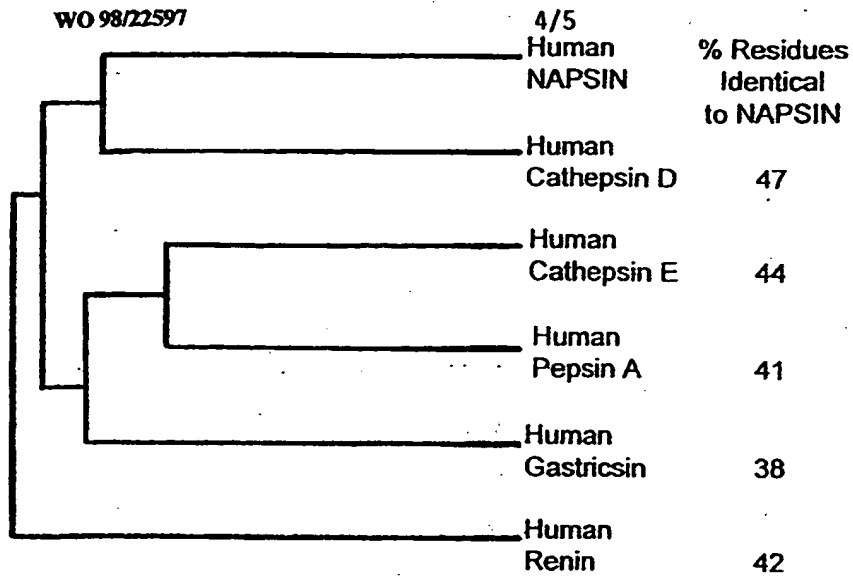 WO 98/22597
4/5
Human
NAPSIN
% Residues
Identical
to NAPSIN
Human
Cathepsin D
47
Human
Cathepsin E
44
Human
Pepsin A
41
Human
Gastricsin
38
Human
Renin
42